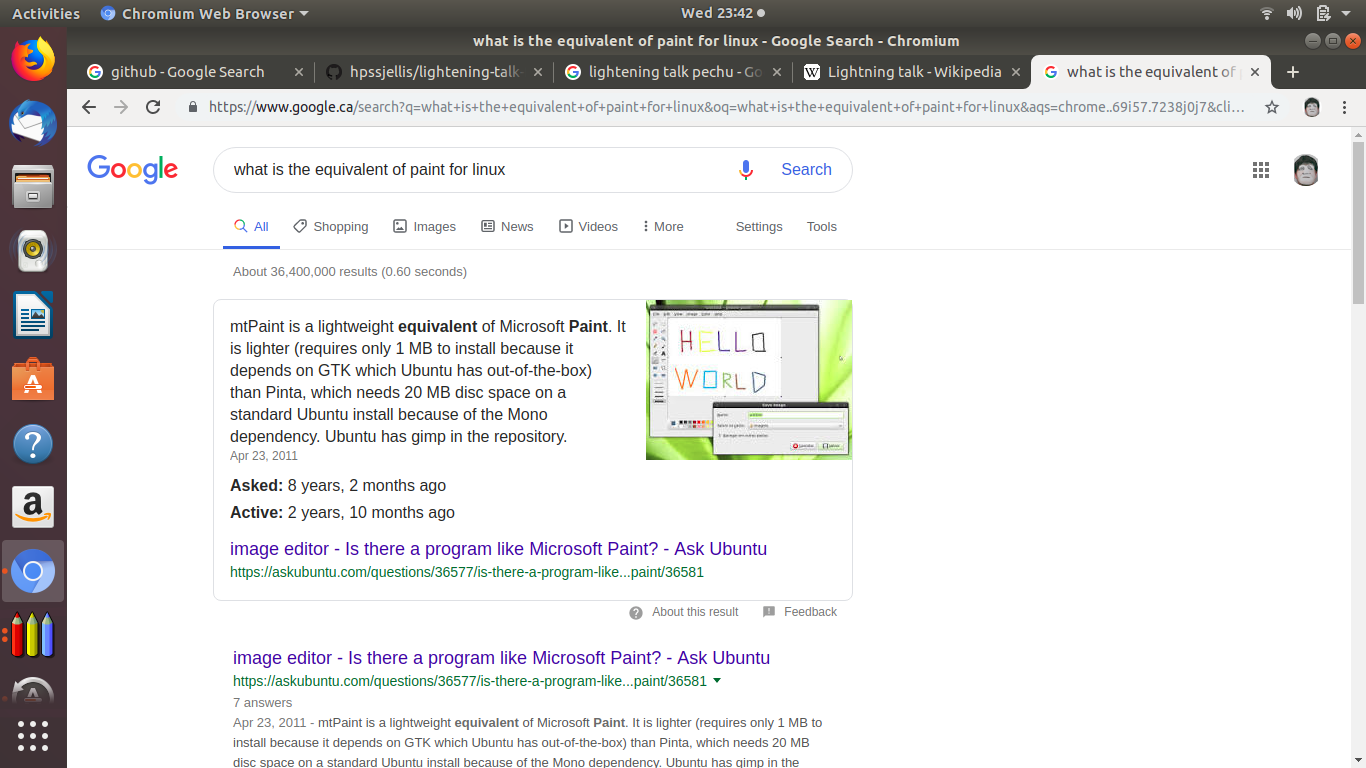 Activities Chromium Web Browser Wed 23:42
what is the equivalent of paint for linux - Google Search - Chromium
github - Google Search hpssjellis/lightening-talk- lightening talk pechu - Go Lightning talk - Wikipedia what is the equivalent of
https://www.google.ca/search?q=what+is+the+equivalent+of+paint+for+linux&oq=what+is+the+equivalent+of+paint+for+linux&aqs=chrome..69i57.7238j0j7&cli...
Google what is the equivalent of paint for linux Search
All Shopping Images News Videos More Settings Tools
About 36,400,000 results (0.60 seconds)
mtPaint is a lightweight equivalent of Microsoft Paint. It
is lighter (requires only 1 MB to install because it
depends on GTK which Ubuntu has out-of-the-box)
than Pinta, which needs 20 MB disc space on a
standard Ubuntu install because of the Mono
dependency. Ubuntu has gimp in the repository.
Apr 23, 2011
HELLO
WORLD
Asked: 8 years, 2 months ago
Active: 2 years, 10 months ago
image editor - Is there a program like Microsoft Paint? - Ask Ubuntu
https://askubuntu.com/questions/36577/is-there-a-program-like...paint/36581
About this result Feedback
image editor - Is there a program like Microsoft Paint? - Ask Ubuntu
https://askubuntu.com/questions/36577/is-there-a-program-like...paint/36581
7 answers
Apr 23, 2011 - mtPaint is a lightweight equivalent of Microsoft Paint. It is lighter (requires only 1 MB to
install because it depends on GTK which Ubuntu has out-of-the-box) than Pinta, which needs 20 MB
disc space on a standard Ubuntu install because of the Mono dependency. Ubuntu has gimp in the